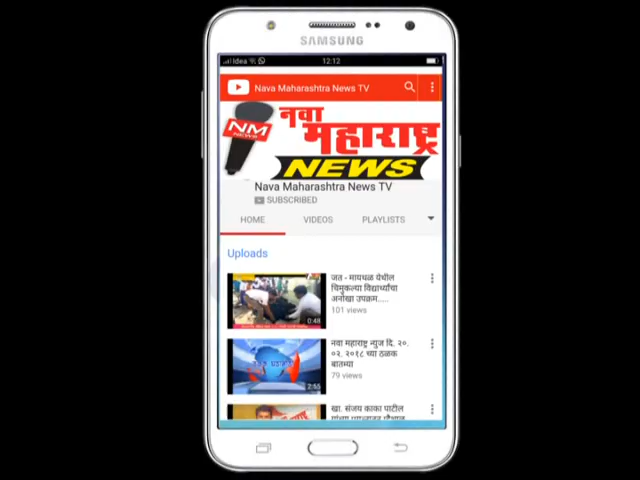 SAMSUNG
Idea 12:12
Nava Maharashtra News TV
नवा
NM महाराष्ट्र
NEWS
NEWS
Nava Maharashtra News TV
SUBSCRIBED
HOME VIDEOS PLAYLISTS
Uploads
जत - मायथळ येथील
चिमुकल्या विद्यार्थ्यांचा
अनोखा उपक्रम.....
101 views
0:48
नवा महाराष्ट्र न्युज दि. २०.
०२. २०१८ च्या ठळक
बातम्या
79 views
2:55
खा. संजय काका पाटील